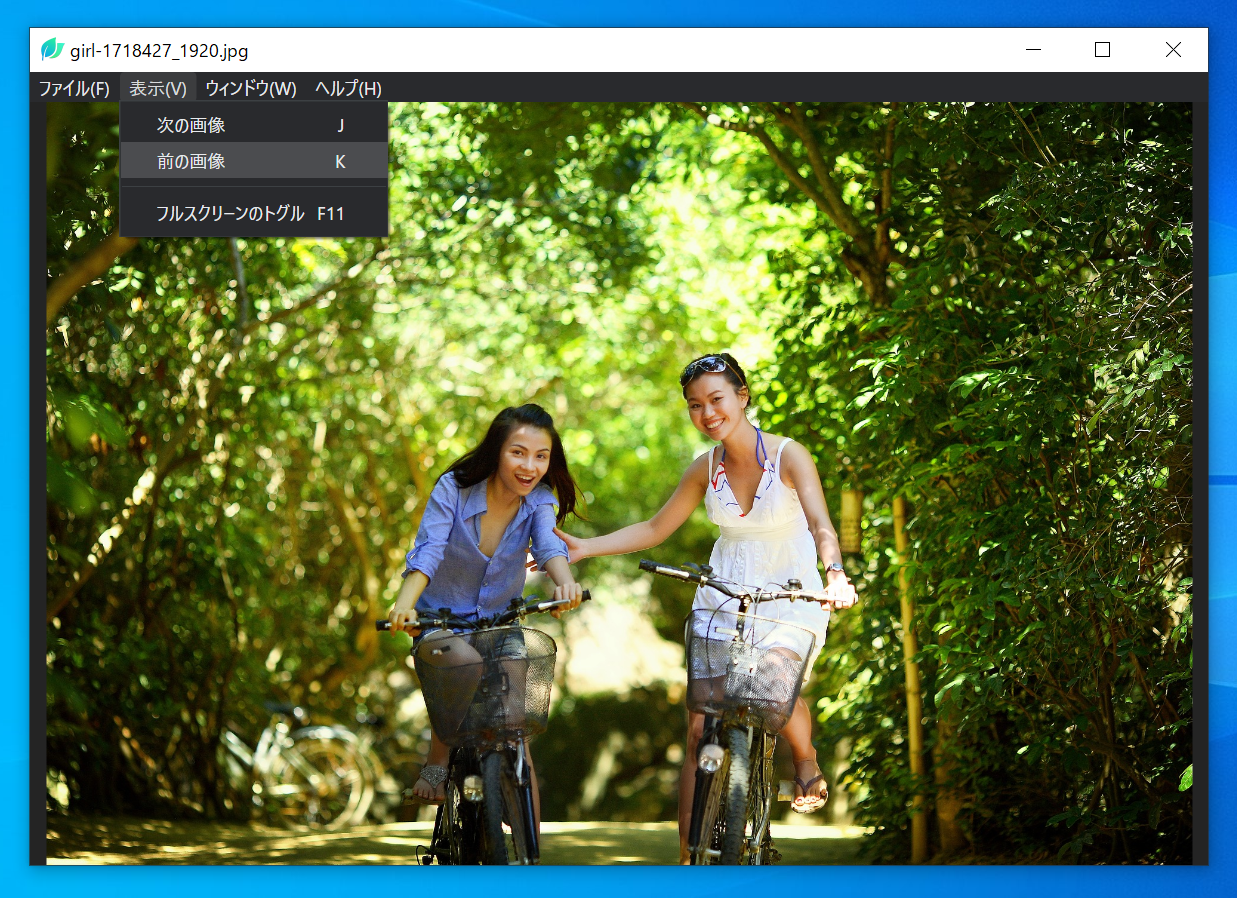 girl-1718427_1920.jpg
ファイル(F) 表示(V) ウィンドウ(W) ヘルプ(H)
次の画像 J
前の画像 K
フルスクリーンのトグル F11